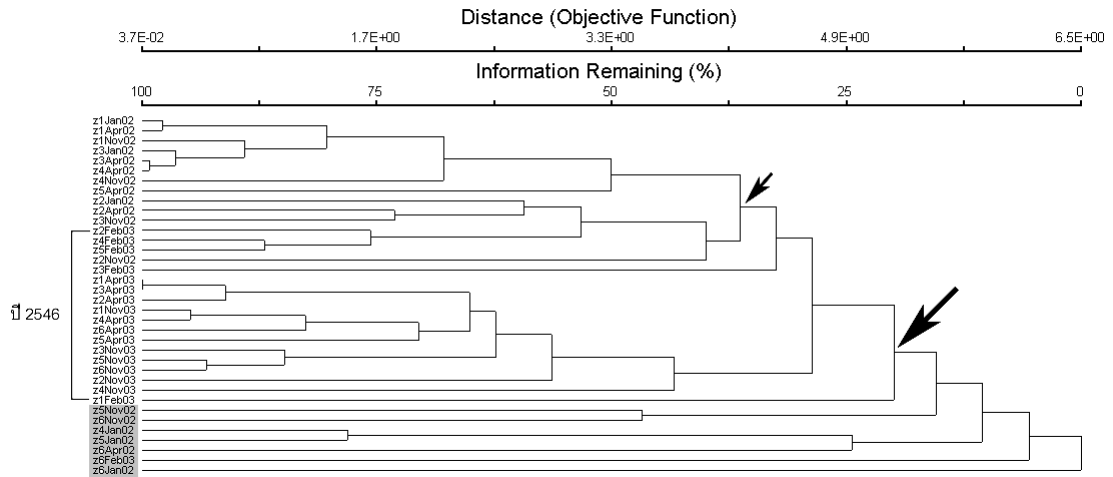 Distance (Objective Function)
3.7E-02 1.7E+00 3.3E+00 4.9E+00 6.5E+00
Information Remaining (%)
100 75 50 25 0
z1Jan02
z1Apr02
z1Nov02
z3Jan02
z3Apr02
z4Apr02
z4Nov02
z5Apr02
z2Jan02
z2Apr02
z3Nov02
z2Feb03
z4Feb03
z5Feb03
z2Nov02
z3Feb03
z1Apr03
z3Apr03
z2Apr03
z1Nov03
z4Apr03
z6Apr03
z5Apr03
z3Nov03
z5Nov03
z6Nov03
z2Nov03
z4Nov03
z1Feb03
z5Nov02
z6Nov02
z4Jan02
z5Jan02
z6Apr02
z6Feb03
z6Jan02
ปี 2546